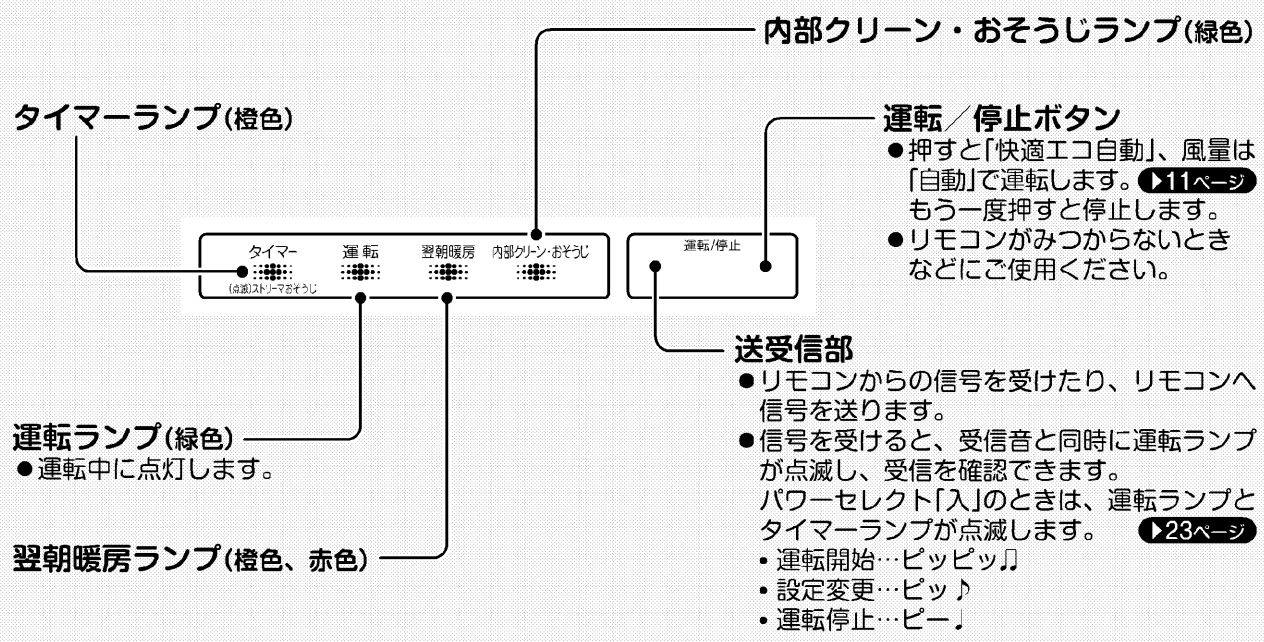 内部クリーン・おそうじランプ(緑色)
タイマーランプ(橙色)
運転／停止ボタン
●押すと「快適エコ自動」、風量は
「自動」で運転します。▶11ページ
もう一度押すと停止します。
●リモコンがみつからないとき
などにご使用ください。
タイマー 運転 翌朝暖房 内部クリーン・おそうじ
(点滅)ストリーマおそうじ
運転/停止
送受信部
●リモコンからの信号を受けたり、リモコンへ
信号を送ります。
●信号を受けると、受信音と同時に運転ランプ
が点滅し、受信を確認できます。
パワーセレクト「入」のときは、運転ランプと
タイマーランプが点滅します。 ▶23ページ
・運転開始…ピッピッ♫
・設定変更…ピッ♪
・運転停止…ピー♩
運転ランプ(緑色)
●運転中に点灯します。
翌朝暖房ランプ(橙色、赤色)